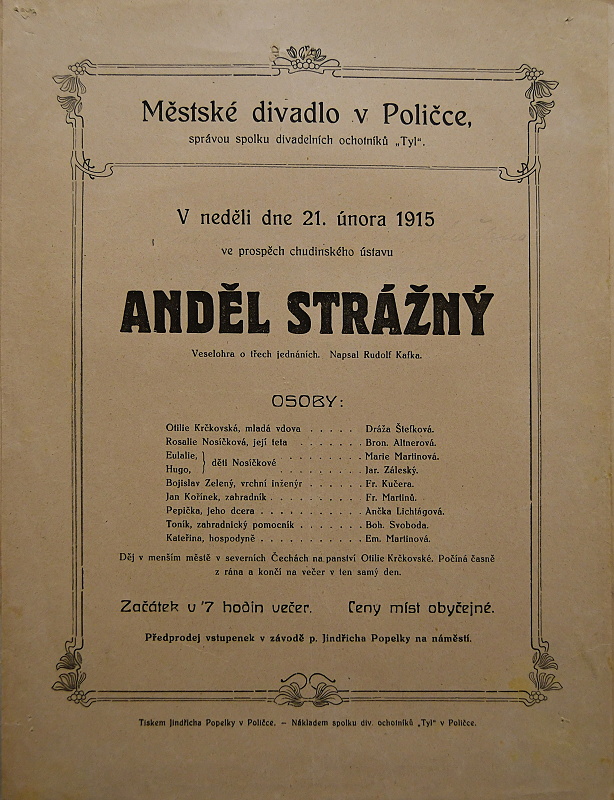 Městské divadlo v Poličce,
správou spolku divadelních ochotníků „Tyl“.
V neděli dne 21. února 1915
ve prospěch chudinského ústavu
ANDĚL STRÁŽNÝ
Veselohra o třech jednáních. Napsal Rudolf Kafka.
OSOBY:
Otilie Krčkovská, mladá vdova . . . . . Dráža Štefková.
Rosalie Nosíčková, její teta . . . . . . . Bron. Altnerová.
Eulalie, } děti Nosíčkové . . . . . . . . . Marie Martinová.
Hugo, Jar. Záleský.
Bojislav Zelený, vrchní inženýr . . . . . Fr. Kučera.
Jan Kořínek, zahradník . . . . . . . . . . Fr. Martinů.
Pepička, jeho dcera . . . . . . . . . . . Ančka Lichtágová.
Toník, zahradnický pomocník . . . . . . . Boh. Svoboda.
Kateřina, hospodyně . . . . . . . . . . . Em. Martinová.
Děj v menším městě v severních Čechách na panství Otilie Krčkovské. Počíná časně
z rána a končí na večer v ten samý den.
Začátek u '7 hodin večer. Ceny míst obyčejné.
Předprodej vstupenek v závodě p. Jindřicha Popelky na náměstí.
Tiskem Jindřicha Popelky v Poličce. – Nákladem spolku div. ochotníků „Tyl“ v Poličce.